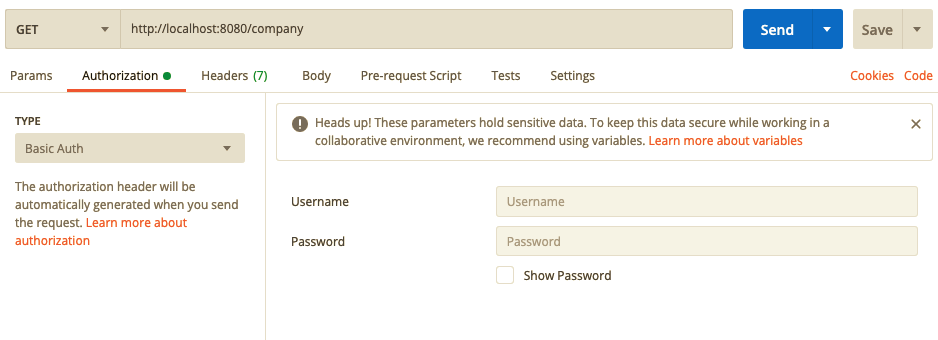 GET http://localhost:8080/company Send Save
Params Authorization Headers (7) Body Pre-request Script Tests Settings Cookies Code
TYPE
Basic Auth
The authorization header will be
automatically generated when you send
the request. Learn more about
authorization
Heads up! These parameters hold sensitive data. To keep this data secure while working in a
collaborative environment, we recommend using variables. Learn more about variables
Username Username
Password Password
Show Password